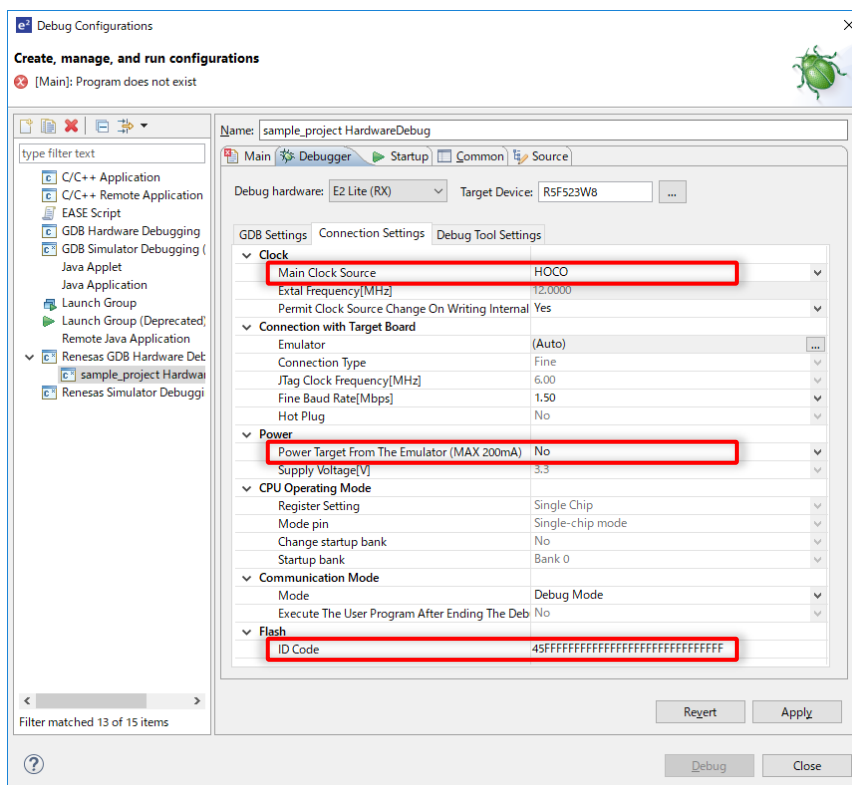 e² Debug Configurations
Create, manage, and run configurations
[Main]: Program does not exist
type filter text
C/C++ Application
C/C++ Remote Application
EASE Script
GDB Hardware Debugging
GDB Simulator Debugging (
Java Applet
Java Application
Launch Group
Launch Group (Deprecated)
Remote Java Application
Renesas GDB Hardware Deb
sample_project Hardwar
Renesas Simulator Debuggi
Filter matched 13 of 15 items
Name: sample_project HardwareDebug
Main Debugger Startup Common Source
Debug hardware: E2 Lite (RX) Target Device: R5F523W8 ...
GDB Settings Connection Settings Debug Tool Settings
Clock
Main Clock Source HOCO
Extal Frequency[MHz] 12.0000
Permit Clock Source Change On Writing Internal Yes
Connection with Target Board
Emulator (Auto) ...
Connection Type Fine
JTag Clock Frequency[MHz] 6.00
Fine Baud Rate[Mbps] 1.50
Hot Plug No
Power
Power Target From The Emulator (MAX 200mA) No
Supply Voltage[V] 3.3
CPU Operating Mode
Register Setting Single Chip
Mode pin Single-chip mode
Change startup bank No
Startup bank Bank 0
Communication Mode
Mode Debug Mode
Execute The User Program After Ending The Deb No
Flash
ID Code 45FFFFFFFFFFFFFFFFFFFFFFFFFFFFFF
Revert Apply
Debug Close